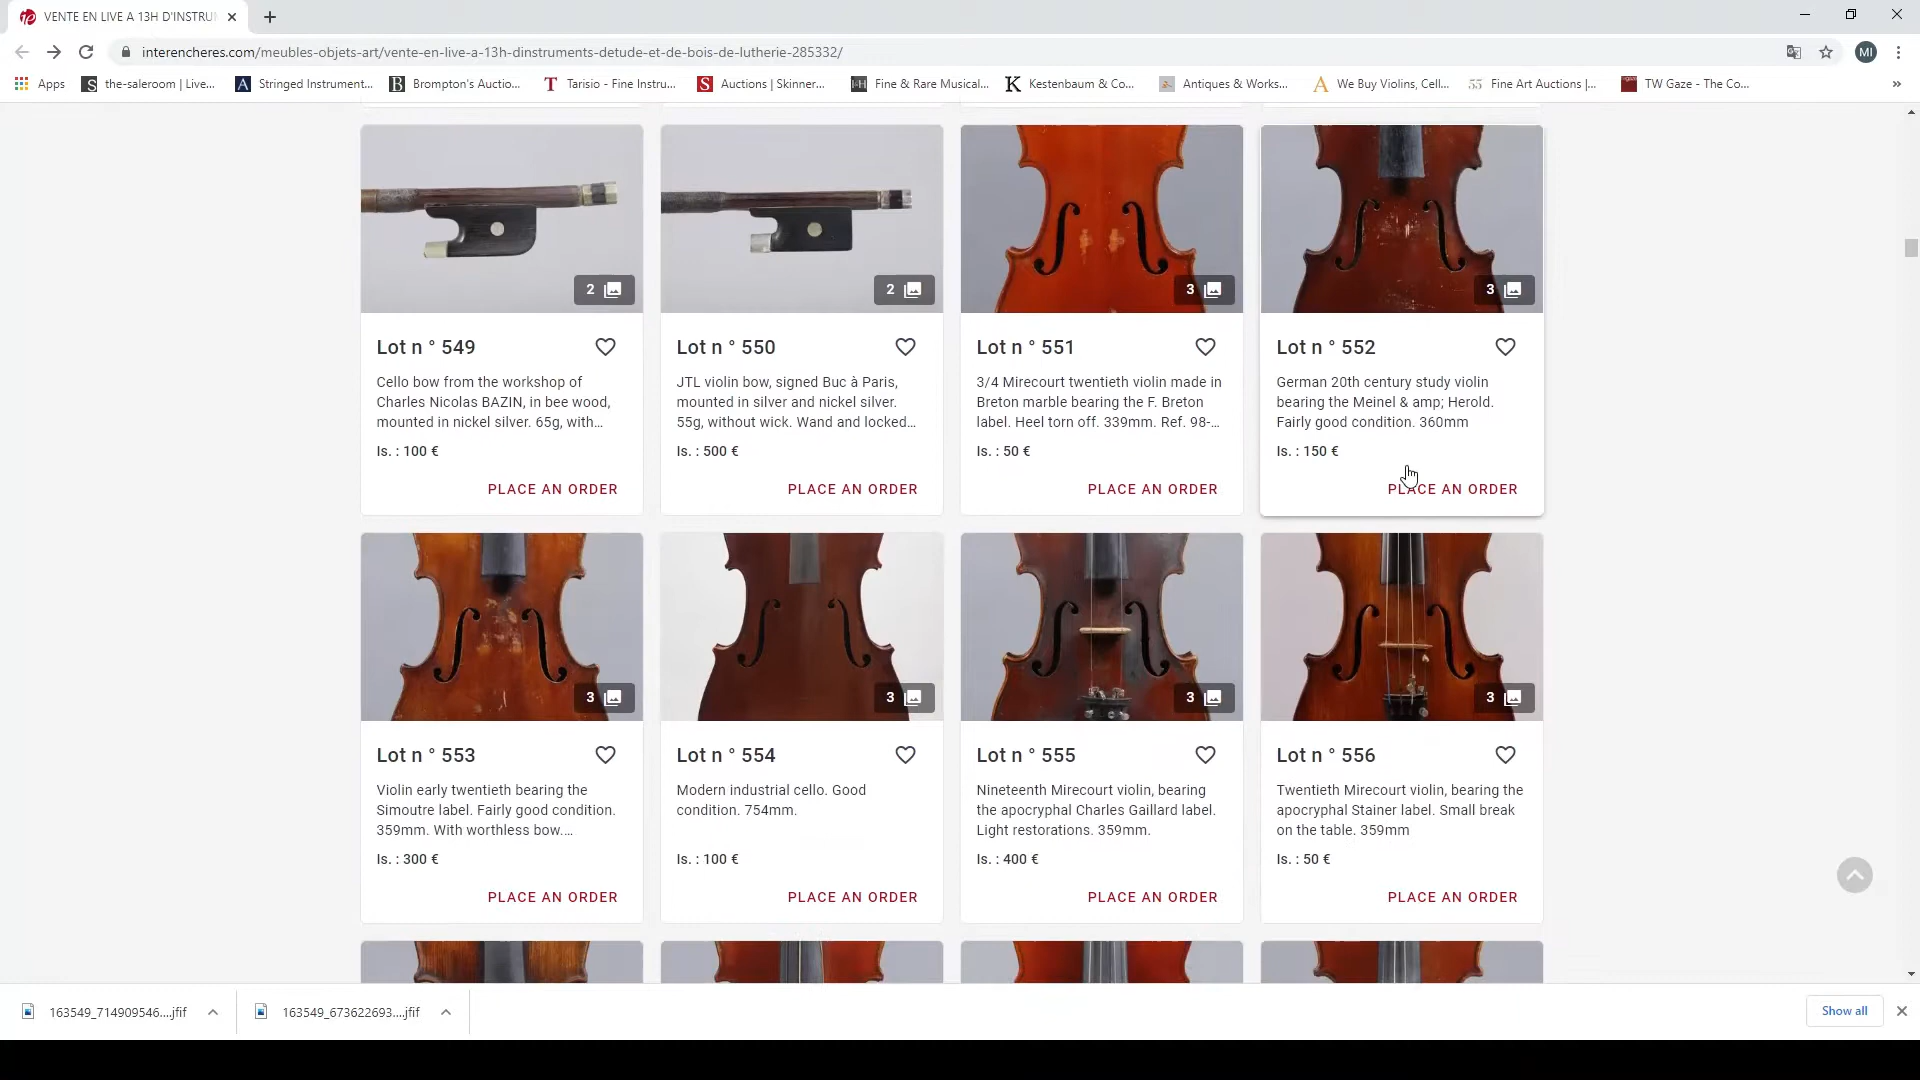 VENTE EN LIVE A 13H D'INSTRU
interencheres.com/meubles-objets-art/vente-en-live-a-13h-dinstruments-detude-et-de-bois-de-lutherie-285332/
MI
Apps
the-saleroom | Live...
Stringed Instrument...
Brompton's Auctio...
Tarisio - Fine Instru...
Auctions | Skinner...
Fine & Rare Musical...
Kestenbaum & Co...
Antiques & Works...
We Buy Violins, Cell...
Fine Art Auctions |...
TW Gaze - The Co...
2
Lot n ° 549
Cello bow from the workshop of
Charles Nicolas BAZIN, in bee wood,
mounted in nickel silver. 65g, with...
Is. : 100 €
PLACE AN ORDER
2
Lot n ° 550
JTL violin bow, signed Buc à Paris,
mounted in silver and nickel silver.
55g, without wick. Wand and locked...
Is. : 500 €
PLACE AN ORDER
3
Lot n ° 551
3/4 Mirecourt twentieth violin made in
Breton marble bearing the F. Breton
label. Heel torn off. 339mm. Ref. 98-...
Is. : 50 €
PLACE AN ORDER
3
Lot n ° 552
German 20th century study violin
bearing the Meinel & amp; Herold.
Fairly good condition. 360mm
Is. : 150 €
PLACE AN ORDER
3
Lot n ° 553
Violin early twentieth bearing the
Simoutre label. Fairly good condition.
359mm. With worthless bow....
Is. : 300 €
PLACE AN ORDER
3
Lot n ° 554
Modern industrial cello. Good
condition. 754mm.
Is. : 100 €
PLACE AN ORDER
3
Lot n ° 555
Nineteenth Mirecourt violin, bearing
the apocryphal Charles Gaillard label.
Light restorations. 359mm.
Is. : 400 €
PLACE AN ORDER
3
Lot n ° 556
Twentieth Mirecourt violin, bearing the
apocryphal Stainer label. Small break
on the table. 359mm
Is. : 50 €
PLACE AN ORDER
163549_714909546....jfif
163549_673622693....jfif
Show all